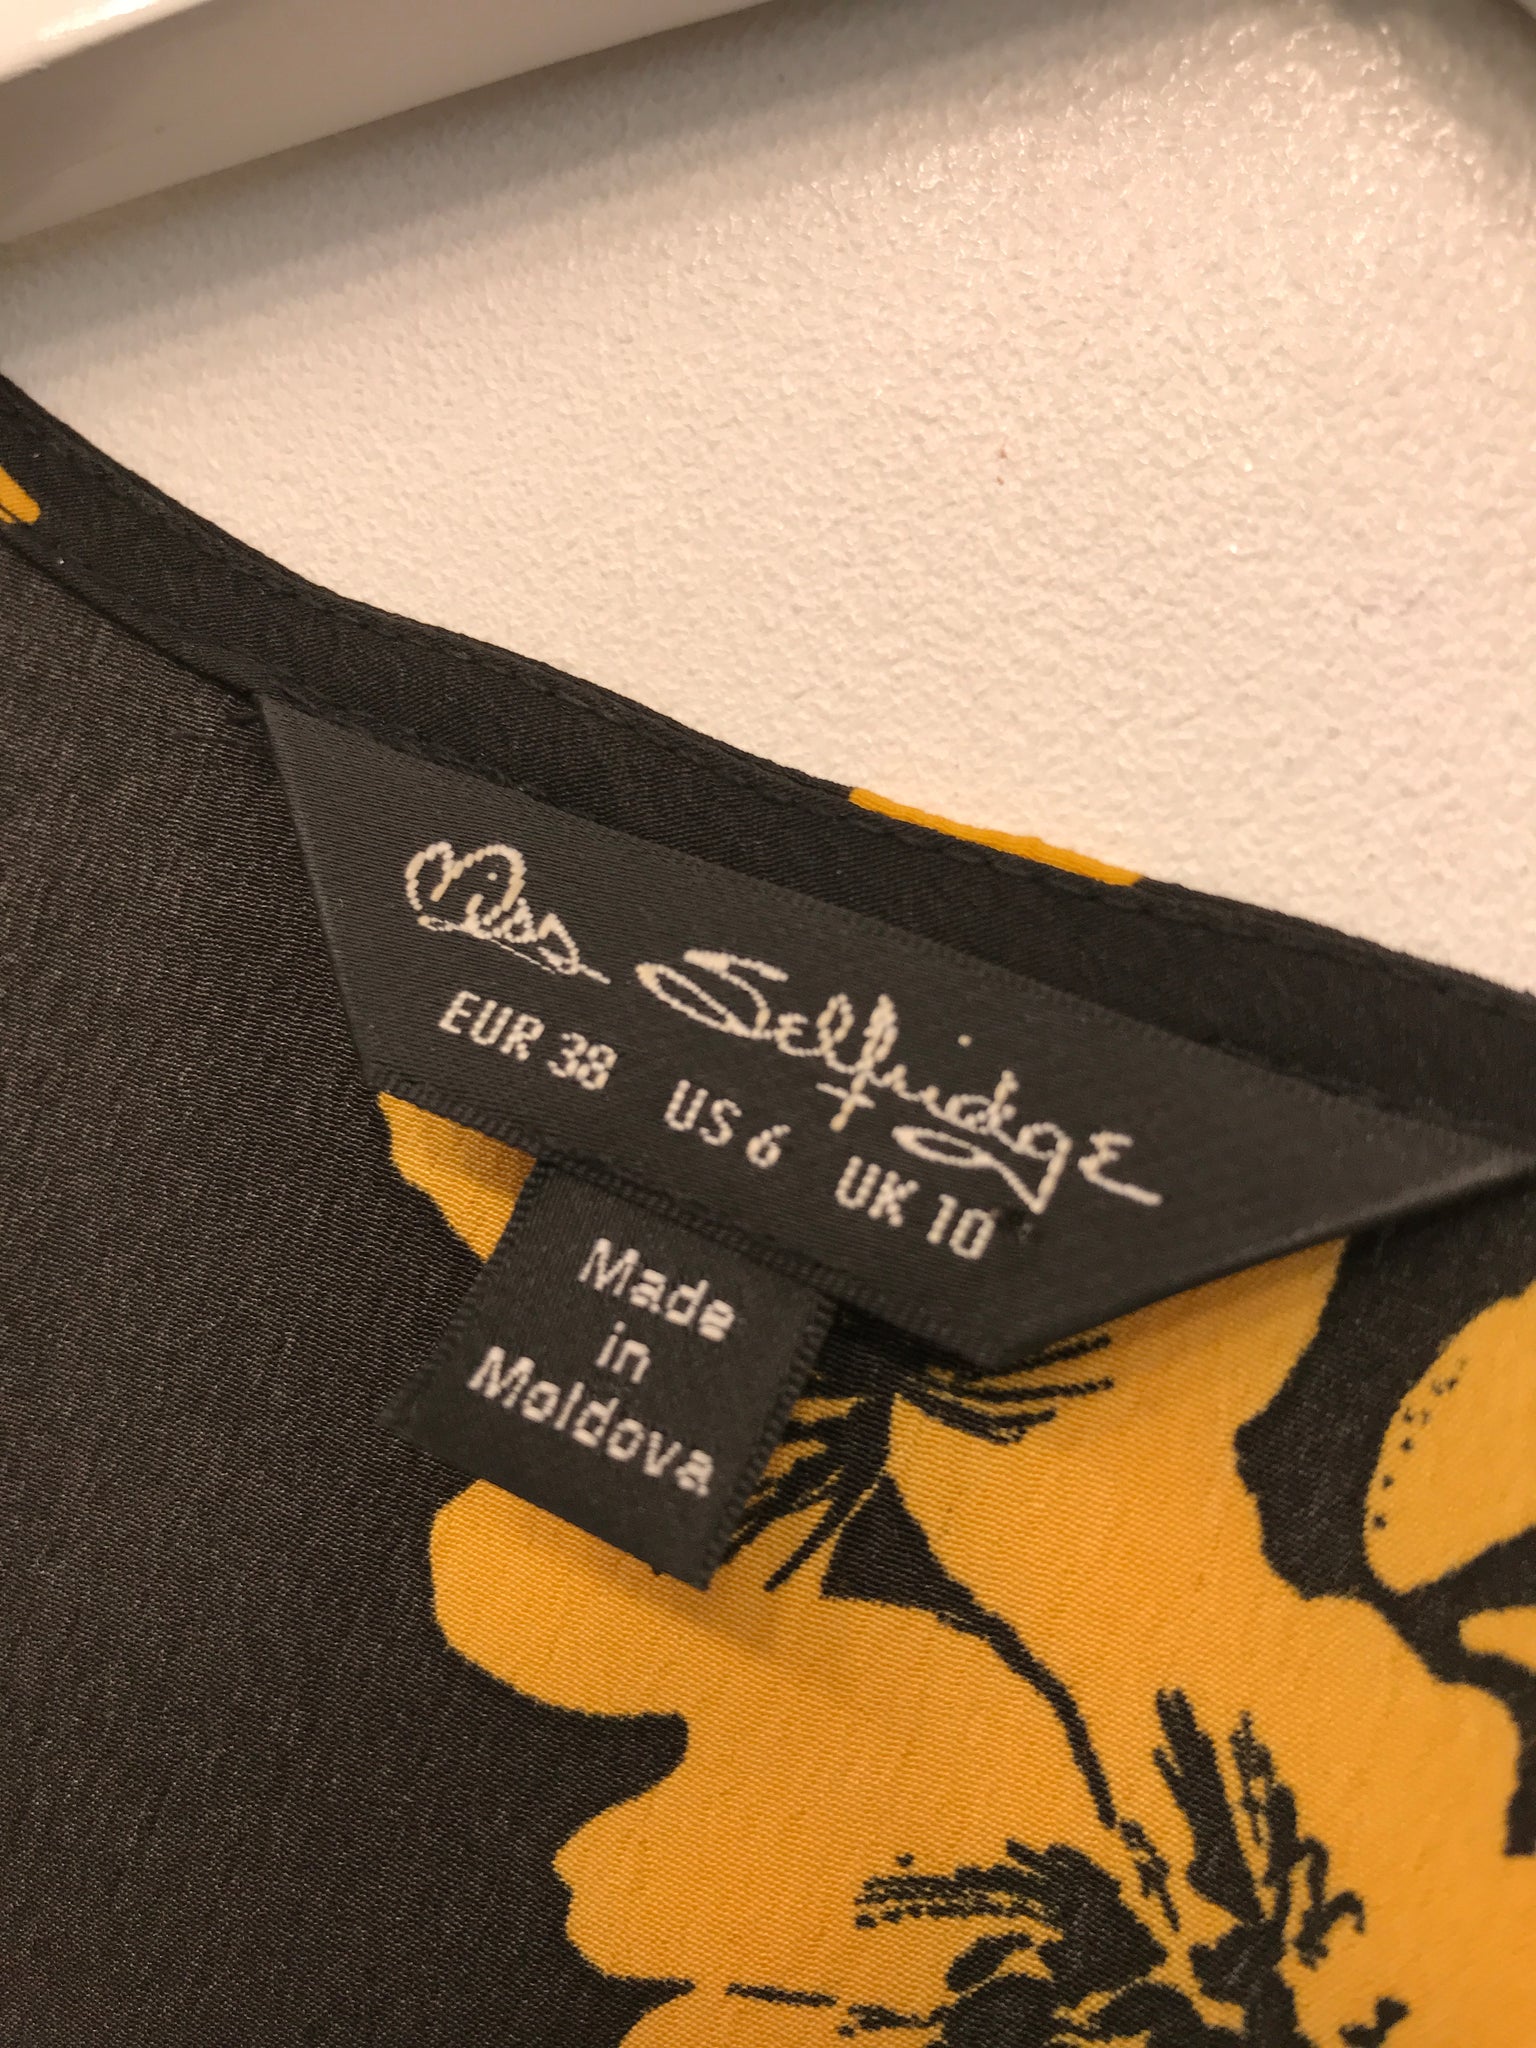 Miss Selfridge
EUR 38 US 6 UK 10
Made
in
Moldova